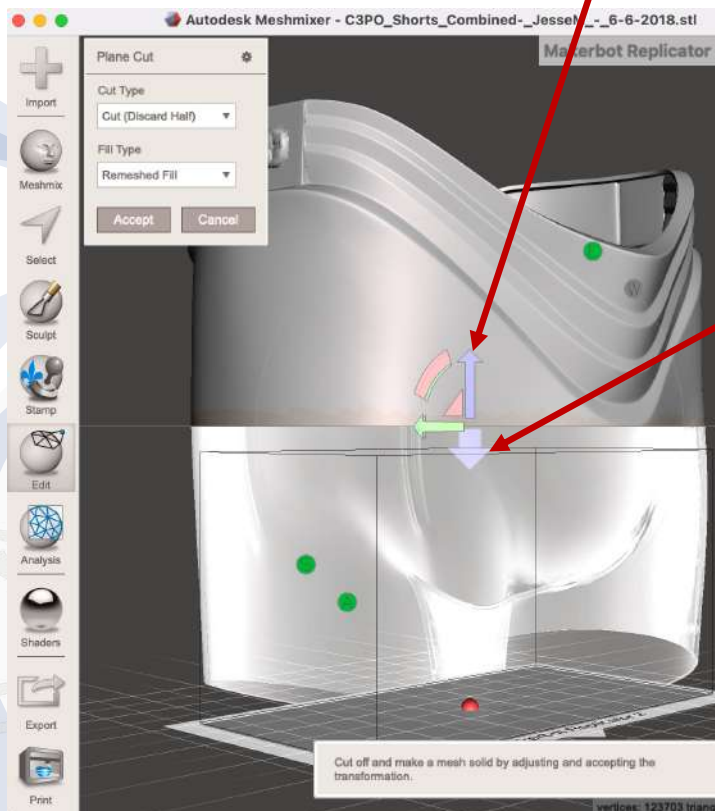 Autodesk Meshmixer - C3PO_Shorts_Combined-_JesseM_-_6-6-2018.stl
Plane Cut
Makerbot Replicator
Cut Type
Cut (Discard Half)
Fill Type
Remeshed Fill
Accept
Cancel
Import
Meshmix
Select
Sculpt
Stamp
Edit
Analysis
Shaders
Export
Print
W
Cut off and make a mesh solid by adjusting and accepting the
transformation.
vertices: 123703 triang